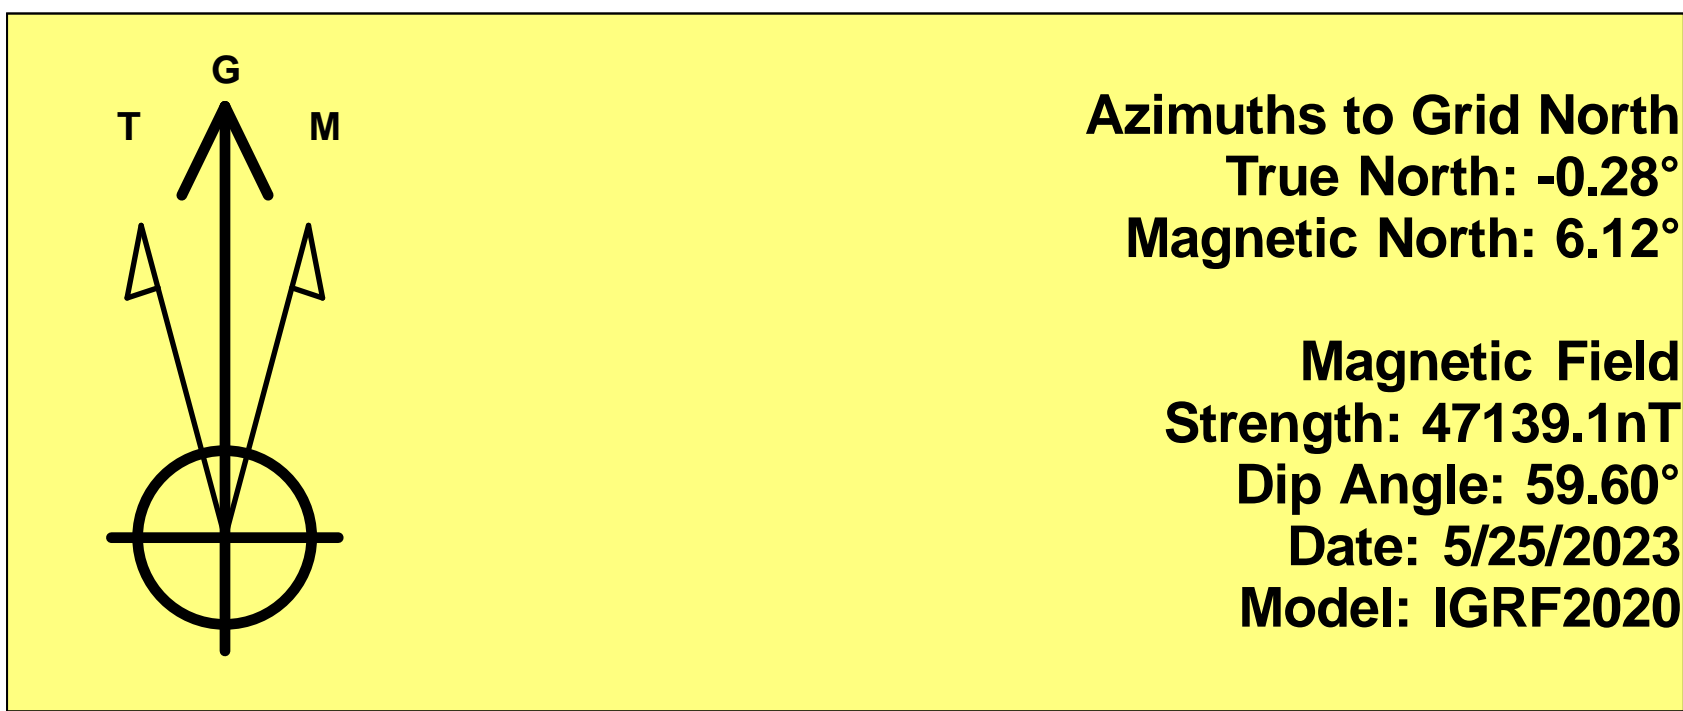 G
T
M
Azimuths to Grid North
True North: -0.28°
Magnetic North: 6.12°
Magnetic Field
Strength: 47139.1nT
Dip Angle: 59.60°
Date: 5/25/2023
Model: IGRF2020